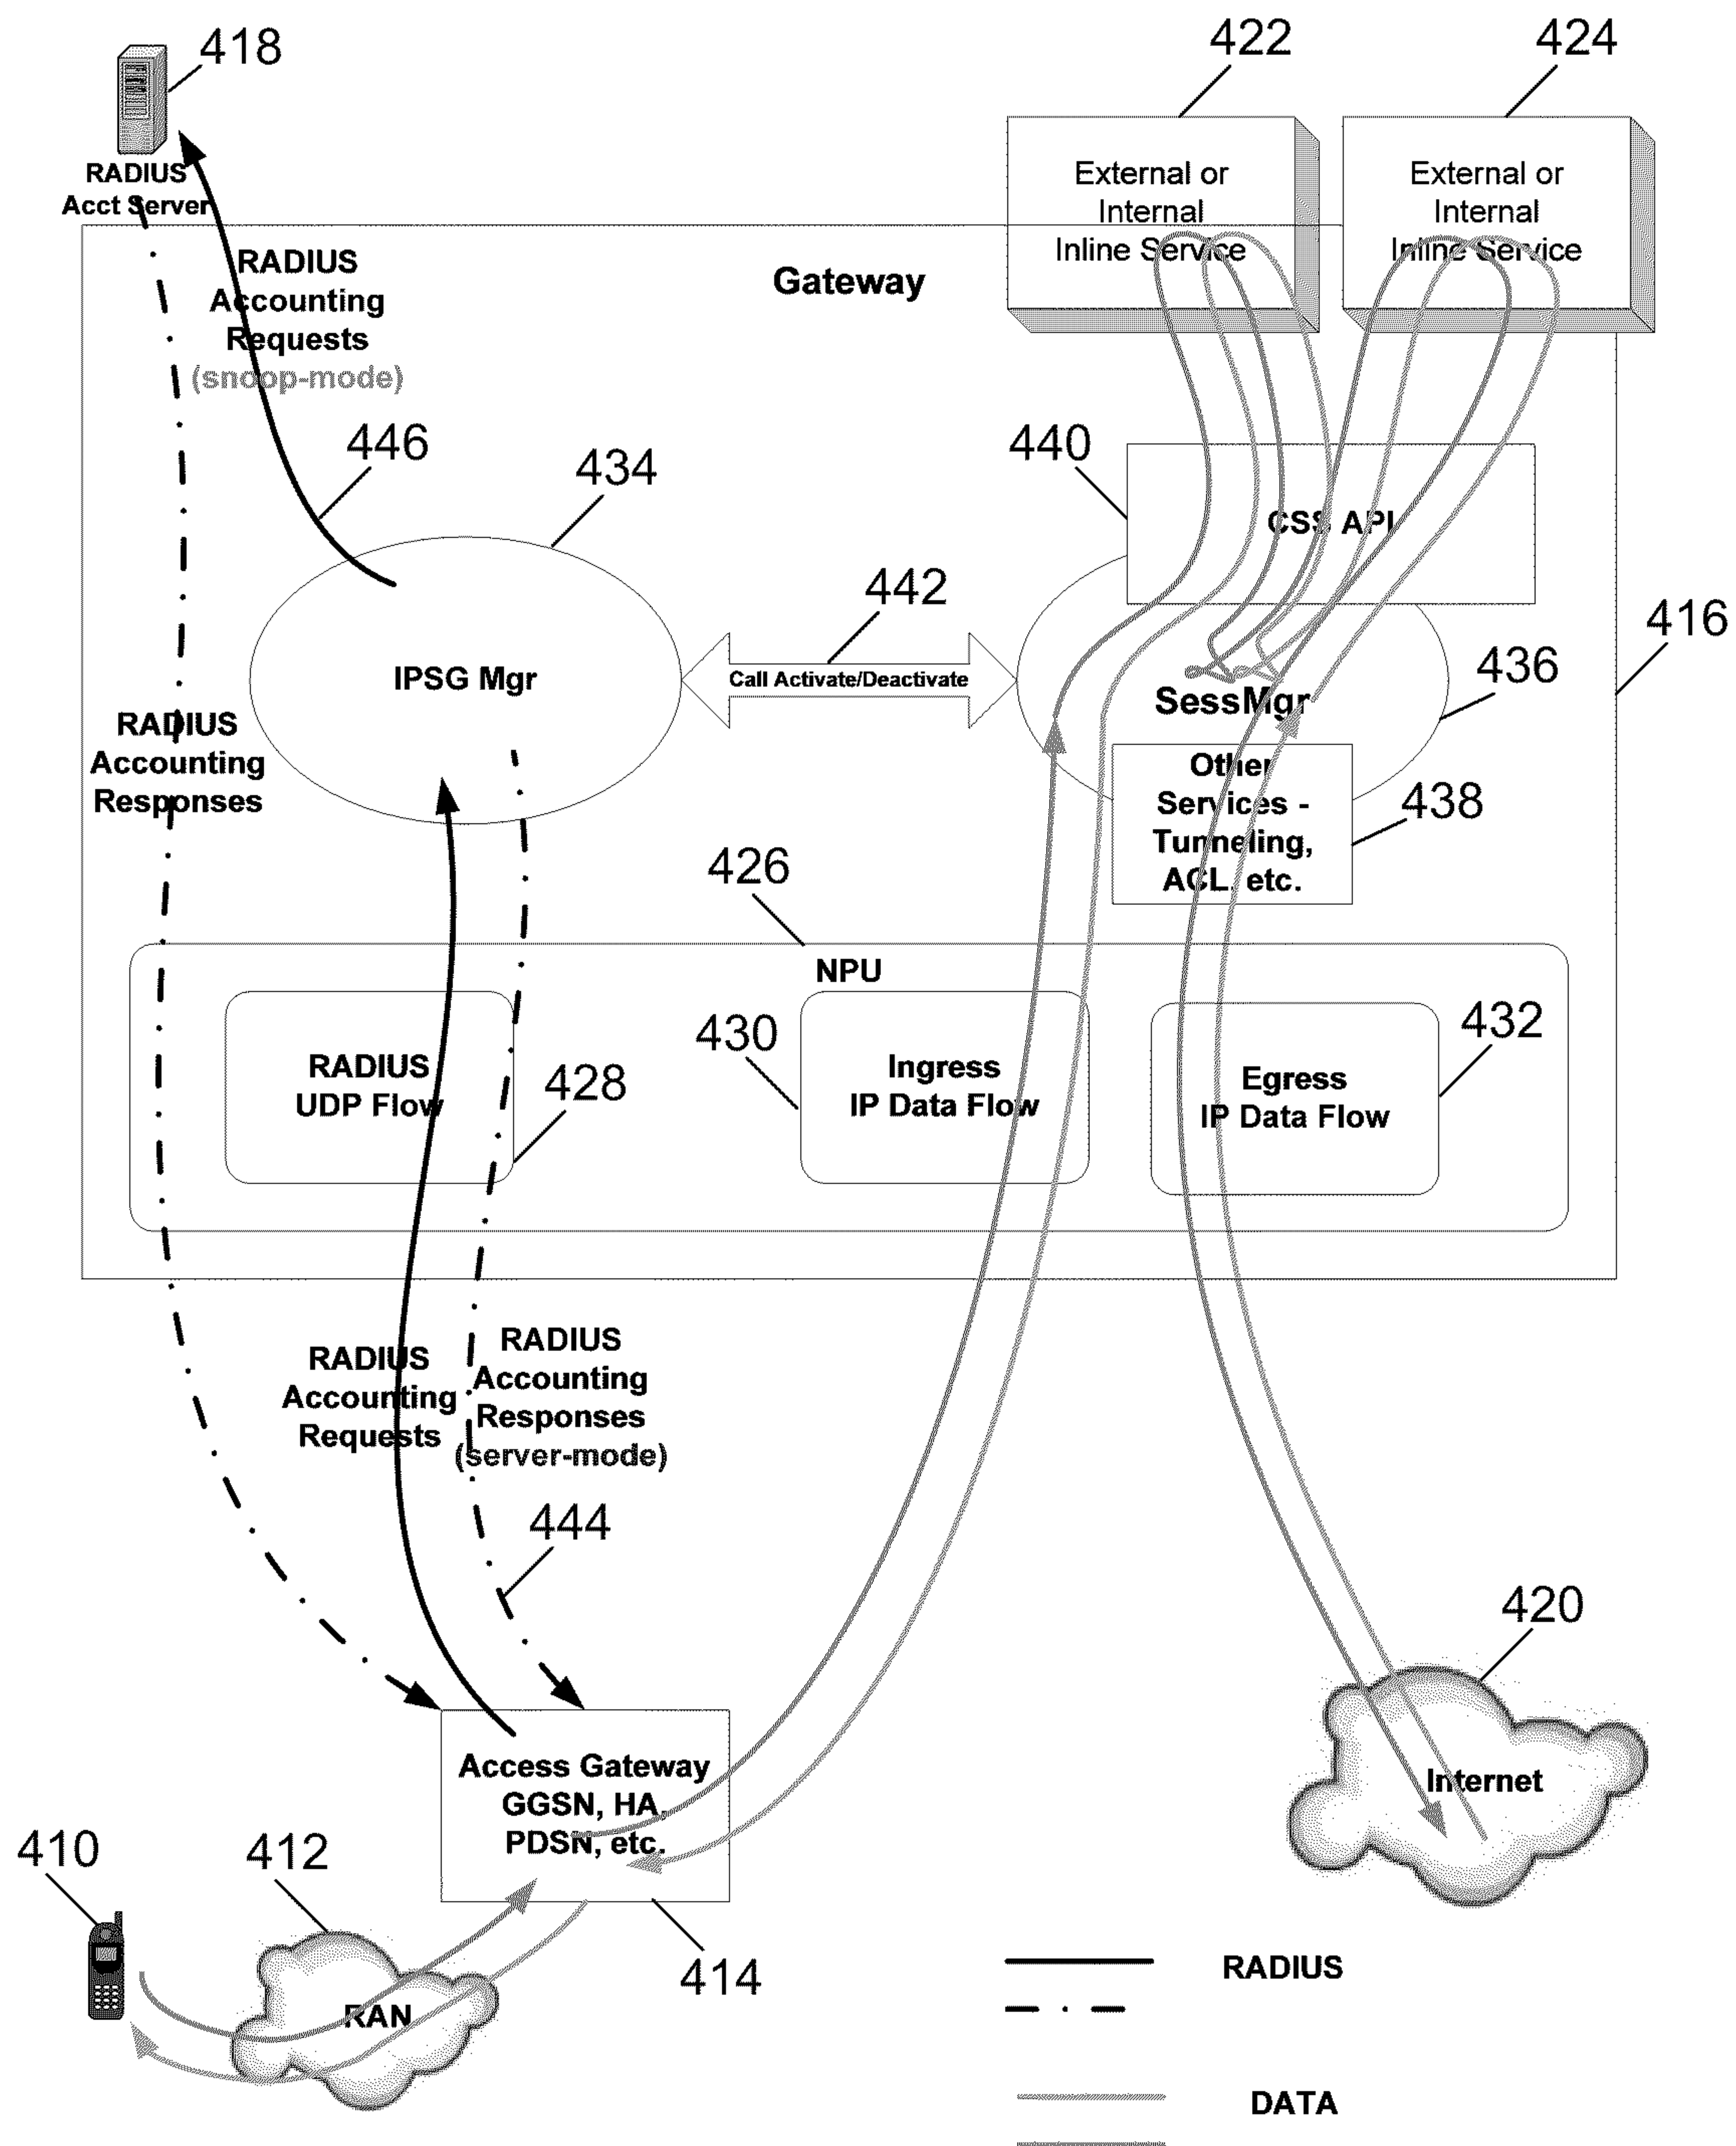 418
422
424
RADIUS
Acct Server
External or
Internal
Inline Service
External or
Internal
Inline Service
Gateway
RADIUS
Accounting
Requests
(snoop-mode)
446
434
440
CSS API
442
416
IPSG Mgr
Call Activate/Deactivate
436
SessMgr
RADIUS
Accounting
Responses
Other
Services -
Tunneling,
ACL. etc.
438
426
NPU
430
432
RADIUS
UDP Flow
428
Ingress
IP Data Flow
Egress
IP Data Flow
RADIUS
Accounting
Requests
RADIUS
Accounting
Responses
(server-mode)
444
420
Access Gateway
GGSN, HA,
PDSN, etc.
Internet
410
412
414
RAN
RADIUS
DATA